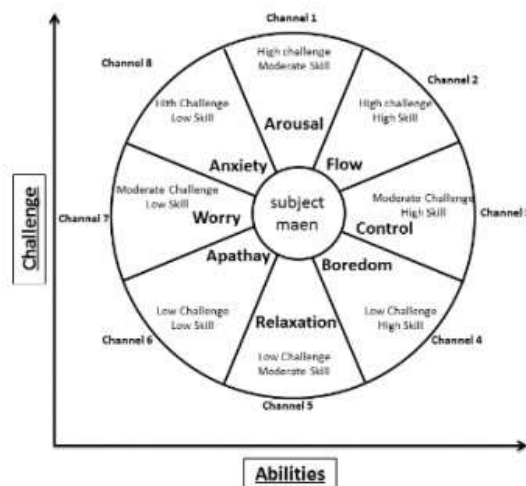 Channel 1
High challenge
Moderate Skill
Arousal
Channel 2
High challenge
High Skill
Flow
Channel 3
Moderate Challenge
High Skill
Control
Channel 4
Low Challenge
High Skill
Boredom
Channel 5
Relaxation
Low Challenge
Moderate Skill
Channel 6
Apathay
Low Challenge
Low Skill
Channel 7
Moderate Challenge
Low Skill
Worry
Channel 8
Hith Challenge
Low Skill
Anxiety
subject
maen
Challenge
Abilities